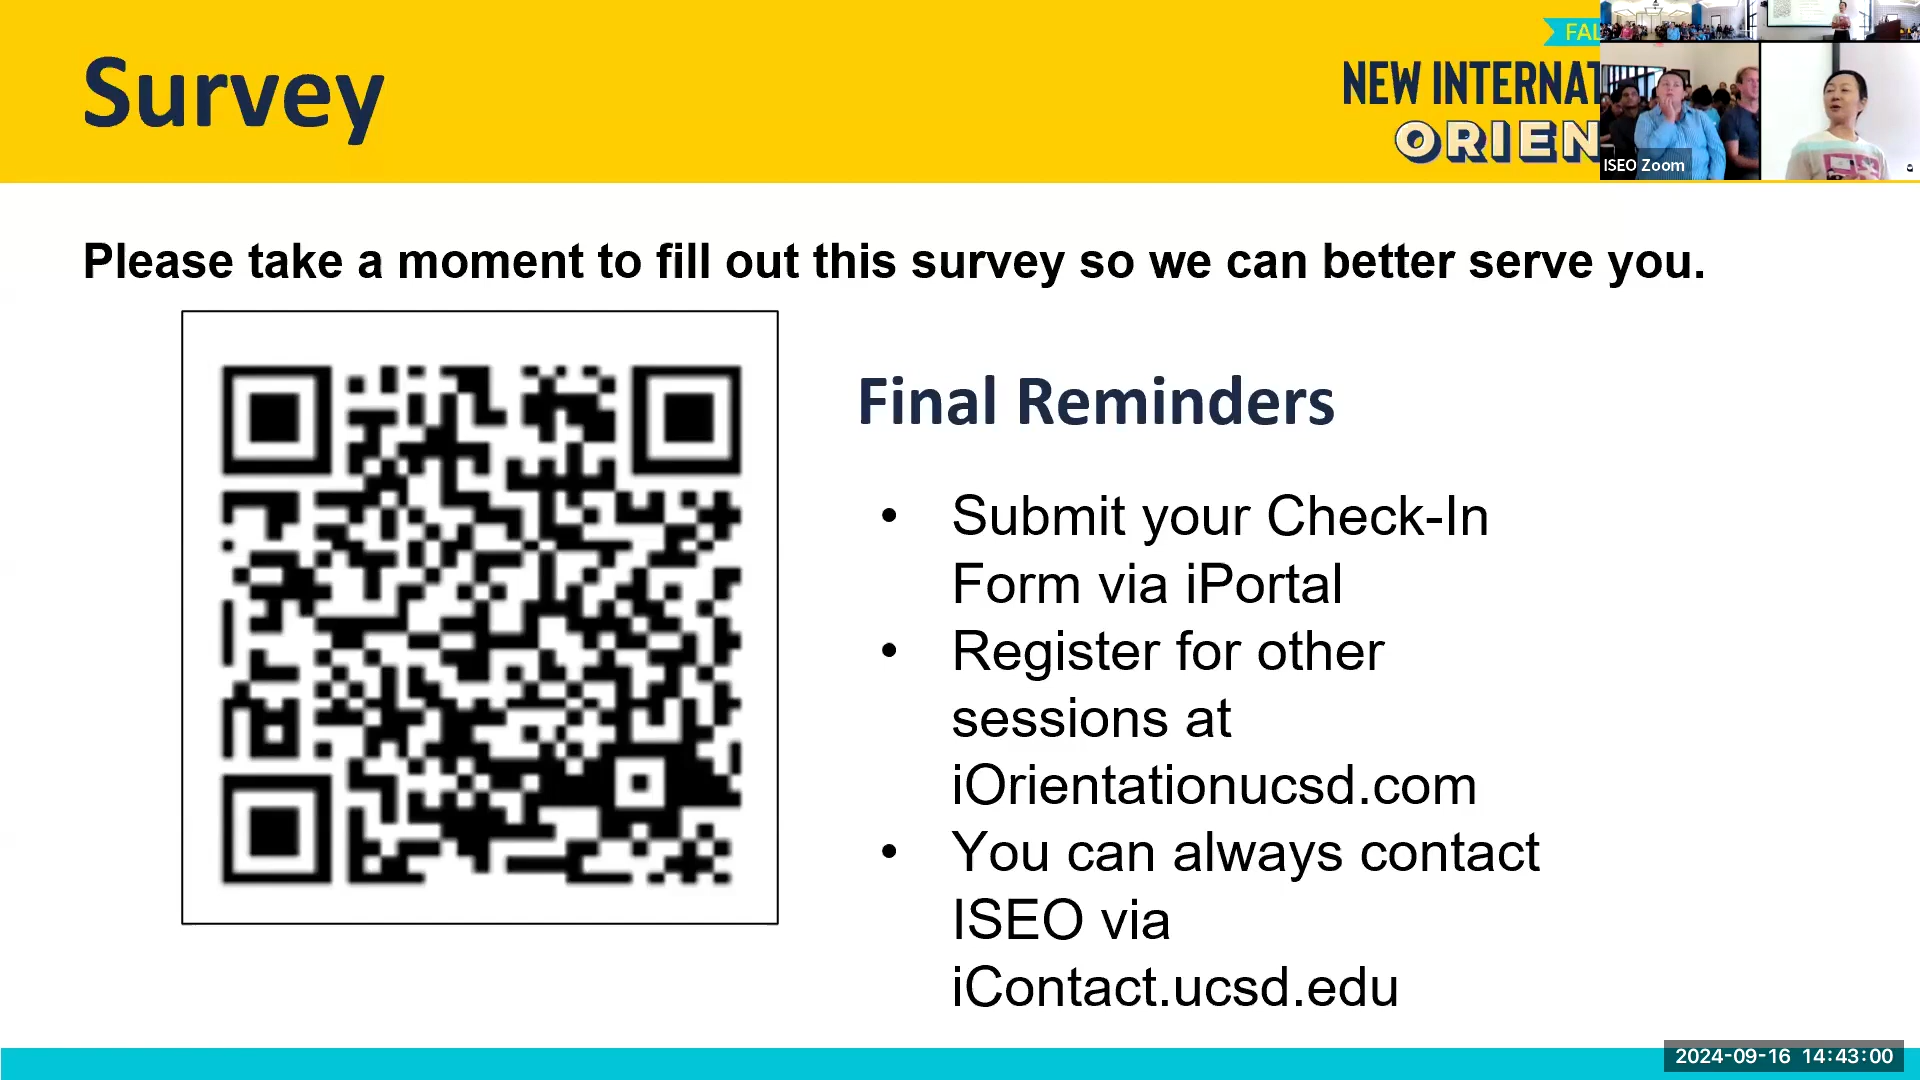 Survey
FAL
NEW INTERNAT
ORIEN
ISEO Zoom
Please take a moment to fill out this survey so we can better serve you.
Final Reminders
• Submit your Check-In
Form via iPortal
• Register for other
sessions at
iOrientationucsd.com
• You can always contact
ISEO via
iContact.ucsd.edu
2024-09-16 14:43:00